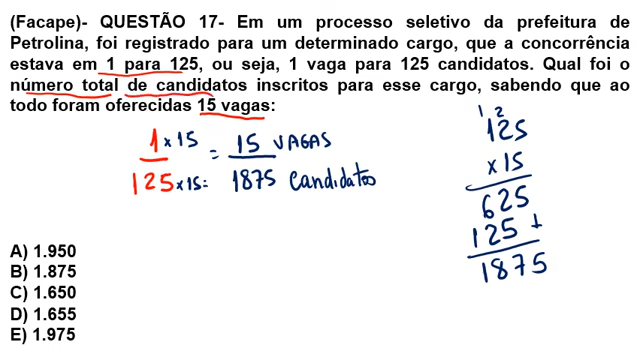 (Facape)- QUESTÃO 17- Em um processo seletivo da prefeitura de
Petrolina, foi registrado para um determinado cargo, que a concorrência
estava em 1 para 125, ou seja, 1 vaga para 125 candidatos. Qual foi o
número total de candidatos inscritos para esse cargo, sabendo que ao
todo foram oferecidas 15 vagas:
1 x 15 = 15 VAGAS
125 x 15: 1875 Candidatos
1 2
125
x 15
625
125 +
1875
A) 1.950
B) 1.875
C) 1.650
D) 1.655
E) 1.975